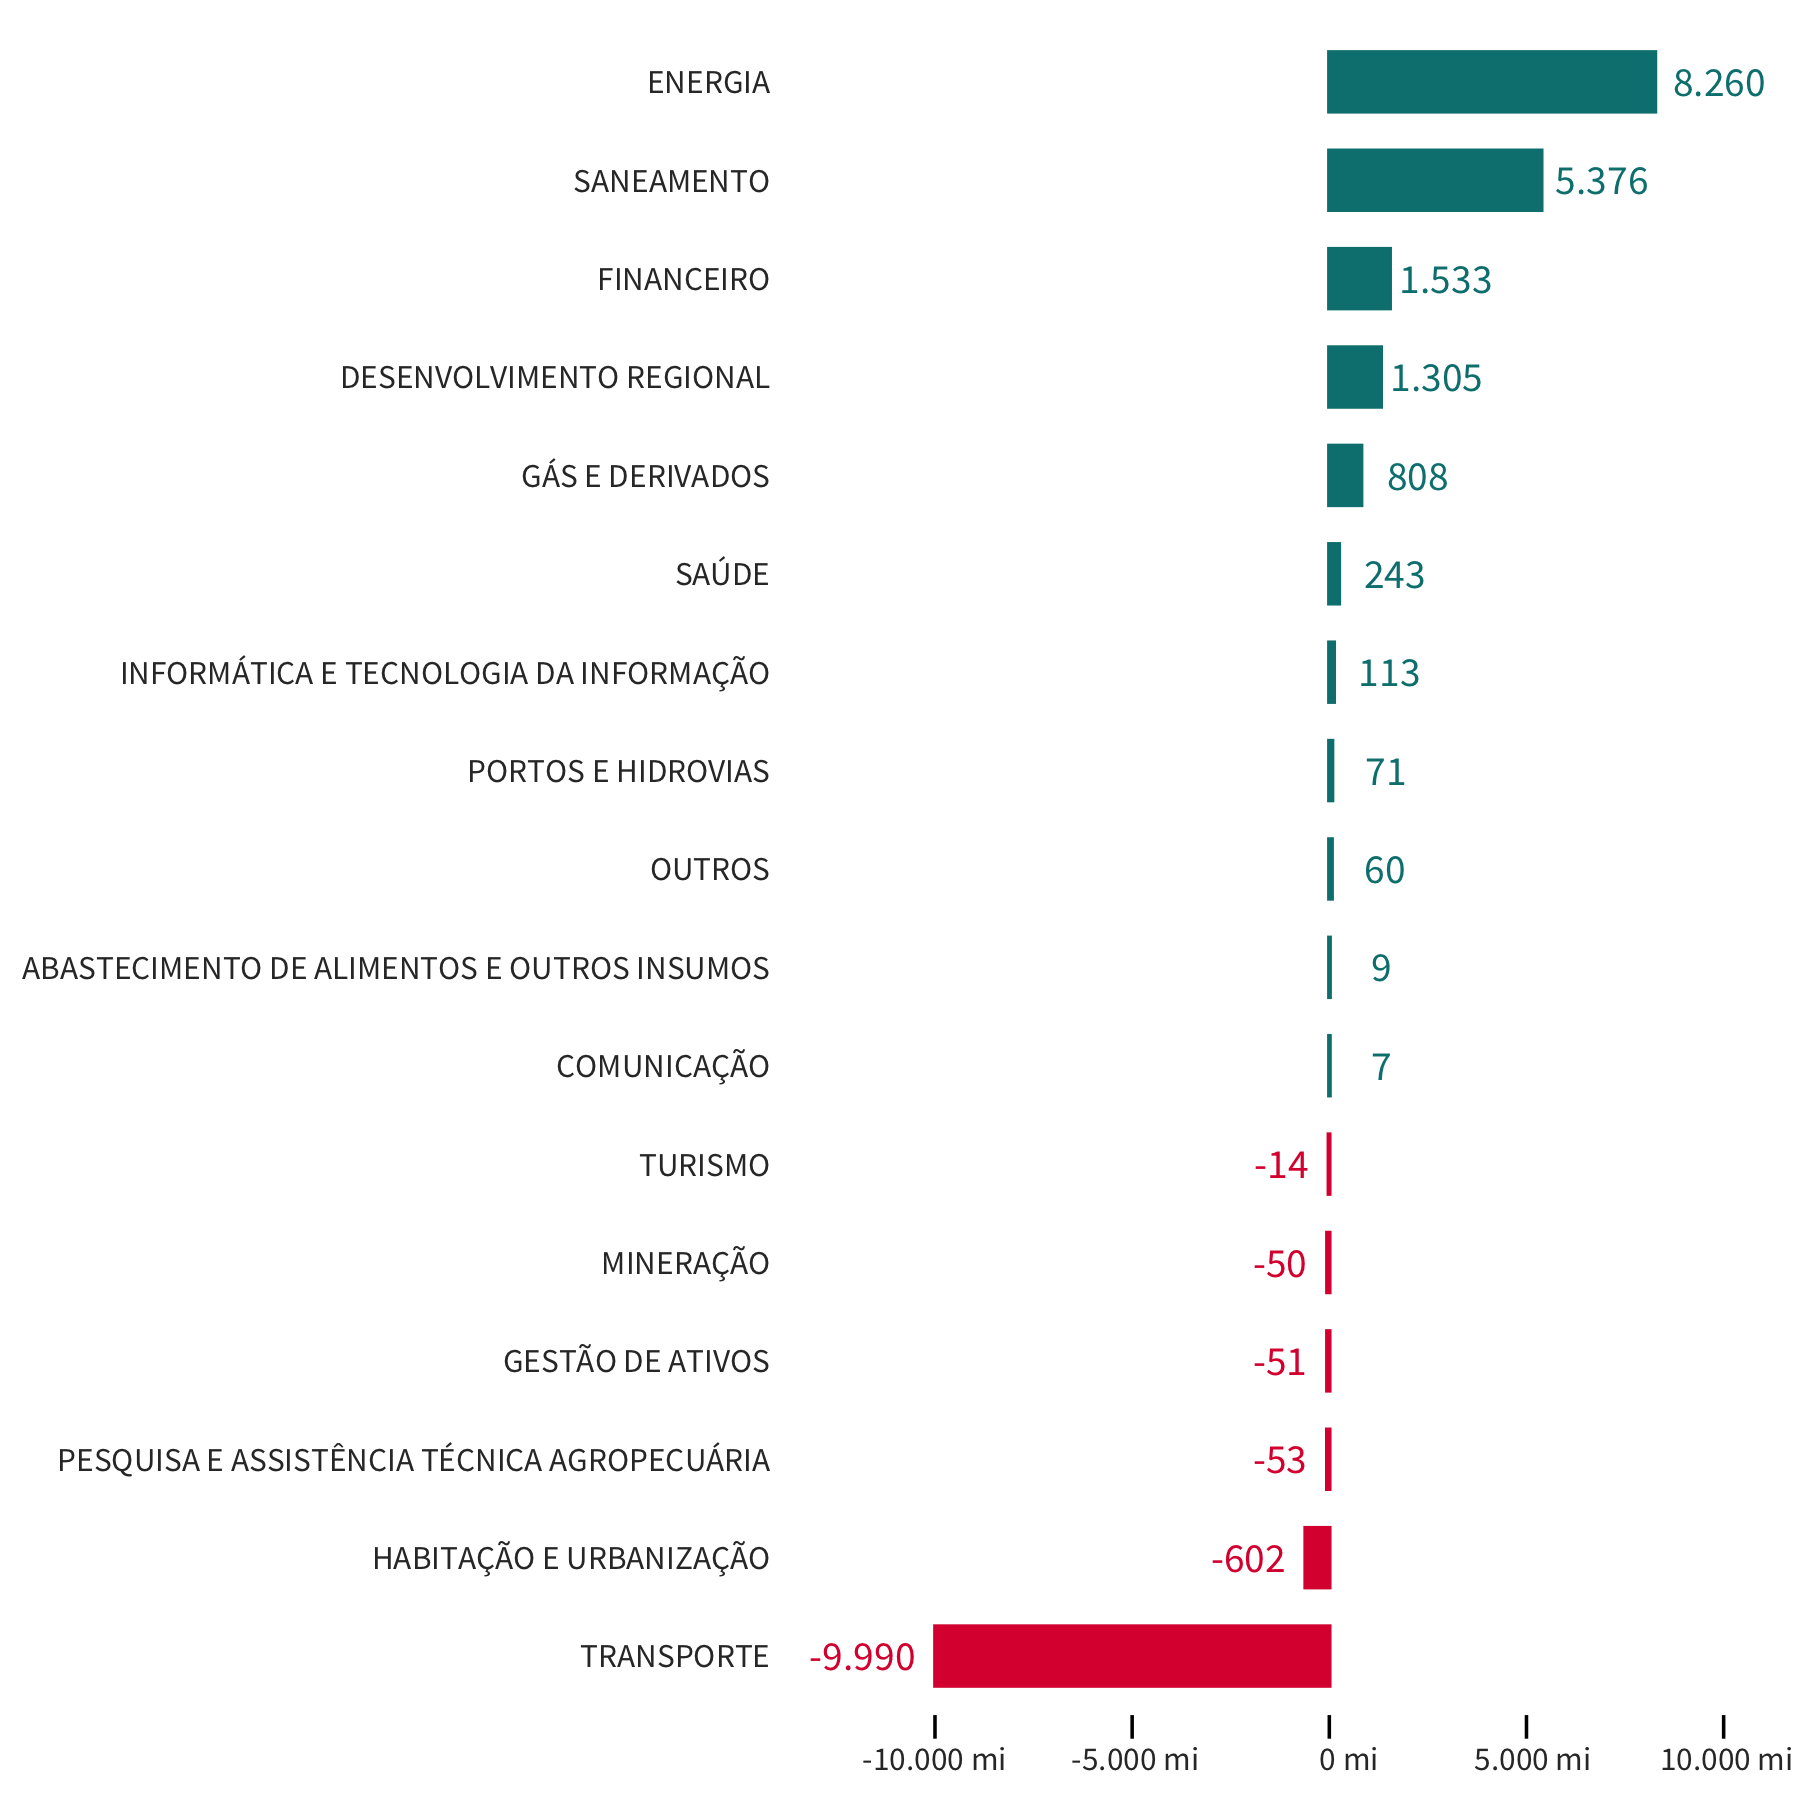 ENERGIA 8.260
SANEAMENTO 5.376
FINANCEIRO 1.533
DESENVOLVIMENTO REGIONAL 1.305
GÁS E DERIVADOS 808
SAÚDE 243
INFORMÁTICA E TECNOLOGIA DA INFORMAÇÃO 113
PORTOS E HIDROVIAS 71
OUTROS 60
ABASTECIMENTO DE ALIMENTOS E OUTROS INSUMOS 9
COMUNICAÇÃO 7
TURISMO -14
MINERAÇÃO -50
GESTÃO DE ATIVOS -51
PESQUISA E ASSISTÊNCIA TÉCNICA AGROPECUÁRIA -53
HABITAÇÃO E URBANIZAÇÃO -602
TRANSPORTE -9.990
-10.000 mi -5.000 mi 0 mi 5.000 mi 10.000 mi